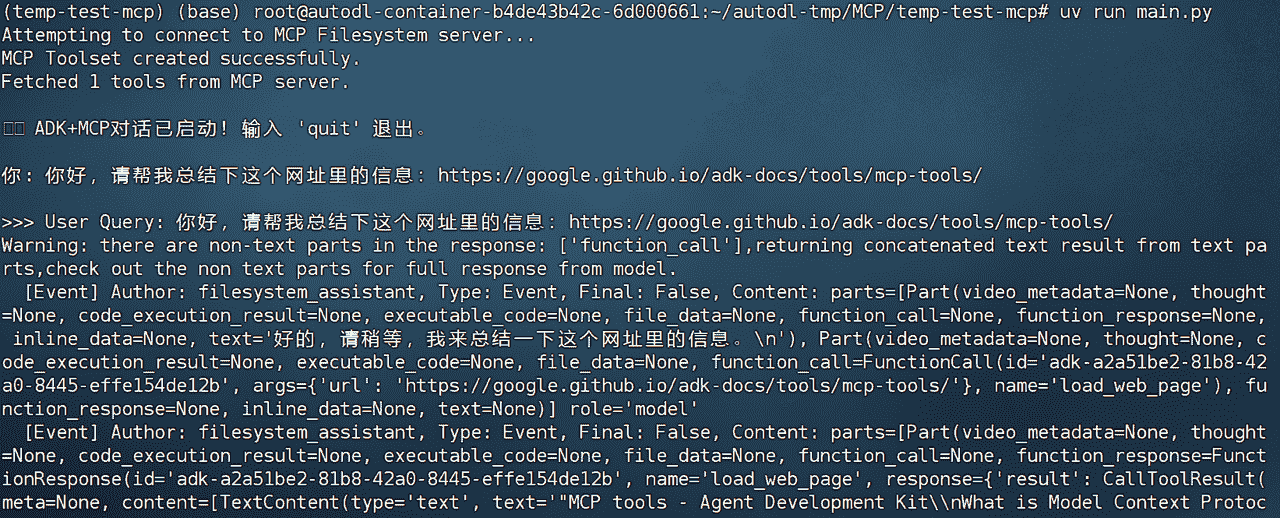 (temp-test-mcp) (base) root@autodl-container-b4de43b42c-6d000661:~/autodl-tmp/MCP/temp-test-mcp# uv run main.py
Attempting to connect to MCP Filesystem server...
MCP Toolset created successfully.
Fetched 1 tools from MCP server.
ADK+MCP对话已启动! 输入 'quit' 退出。
你: 你好, 请帮我总结下这个网址里的信息: https://google.github.io/adk-docs/tools/mcp-tools/
>>> User Query: 你好, 请帮我总结下这个网址里的信息: https://google.github.io/adk-docs/tools/mcp-tools/
Warning: there are non-text parts in the response: ['function_call'],returning concatenated text result from text pa
rts,check out the non text parts for full response from model.
[Event] Author: filesystem_assistant, Type: Event, Final: False, Content: parts=[Part(video_metadata=None, thought
=None, code_execution_result=None, executable_code=None, file_data=None, function_call=None, function_response=None,
inline_data=None, text='好的, 请稍等, 我来总结一下这个网址里的信息。\n'), Part(video_metadata=None, thought=None, c
ode_execution_result=None, executable_code=None, file_data=None, function_call=FunctionCall(id='adk-a2a51be2-81b8-42
a0-8445-effe154de12b', args={'url': 'https://google.github.io/adk-docs/tools/mcp-tools/'}, name='load_web_page'), fu
nction_response=None, inline_data=None, text=None)] role='model'
[Event] Author: filesystem_assistant, Type: Event, Final: False, Content: parts=[Part(video_metadata=None, thought
=None, code_execution_result=None, executable_code=None, file_data=None, function_call=None, function_response=Funct
ionResponse(id='adk-a2a51be2-81b8-42a0-8445-effe154de12b', name='load_web_page', response={'result': CallToolResult(
meta=None, content=[TextContent(type='text', text='"MCP tools - Agent Development Kit\\nWhat is Model Context Protoc